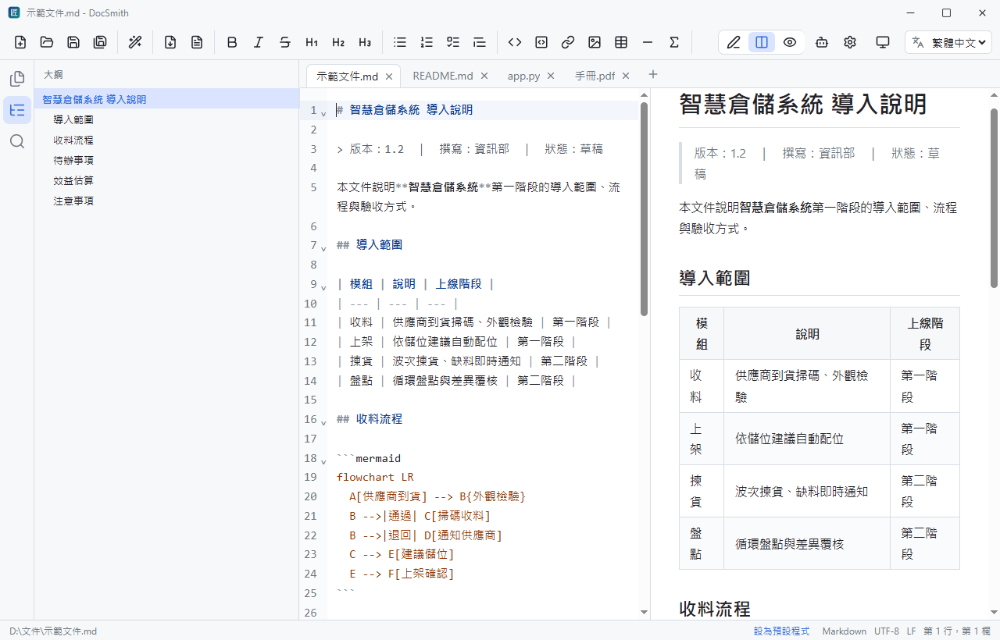 匠 示範文件.md - DocSmith
B I S H1 H2 H3 Σ 繁體中文
大綱
智慧倉儲系統 導入說明
導入範圍
收料流程
待辦事項
效益估算
注意事項
示範文件.md × README.md × app.py × 手冊.pdf × +
1 # 智慧倉儲系統 導入說明
2
3 > 版本：1.2 | 撰寫：資訊部 | 狀態：草稿
4
5 本文件說明**智慧倉儲系統**第一階段的導入範圍、流
程與驗收方式。
6
7 ## 導入範圍
8
9 | 模組 | 說明 | 上線階段 |
10 | --- | --- | --- |
11 | 收料 | 供應商到貨掃碼、外觀檢驗 | 第一階段 |
12 | 上架 | 依儲位建議自動配位 | 第一階段 |
13 | 揀貨 | 波次揀貨、缺料即時通知 | 第二階段 |
14 | 盤點 | 循環盤點與差異覆核 | 第二階段 |
15
16 ## 收料流程
17
18 ```mermaid
19 flowchart LR
20 A[供應商到貨] --> B{外觀檢驗}
21 B -->|通過| C[掃碼收料]
22 B -->|退回| D[通知供應商]
23 C --> E[建議儲位]
24 E --> F[上架確認]
25 ```
26
智慧倉儲系統 導入說明
版本：1.2 | 撰寫：資訊部 | 狀態：草
稿
本文件說明智慧倉儲系統第一階段的導入範圍、流程
與驗收方式。
導入範圍
模組 說明 上線階段
收料 供應商到貨掃碼、外觀檢驗 第一階段
上架 依儲位建議自動配位 第一階段
揀貨 波次揀貨、缺料即時通知 第二階段
盤點 循環盤點與差異覆核 第二階段
收料流程
D:\文件\示範文件.md 設為預設程式 Markdown UTF-8 LF 第 1 行，第 1 欄